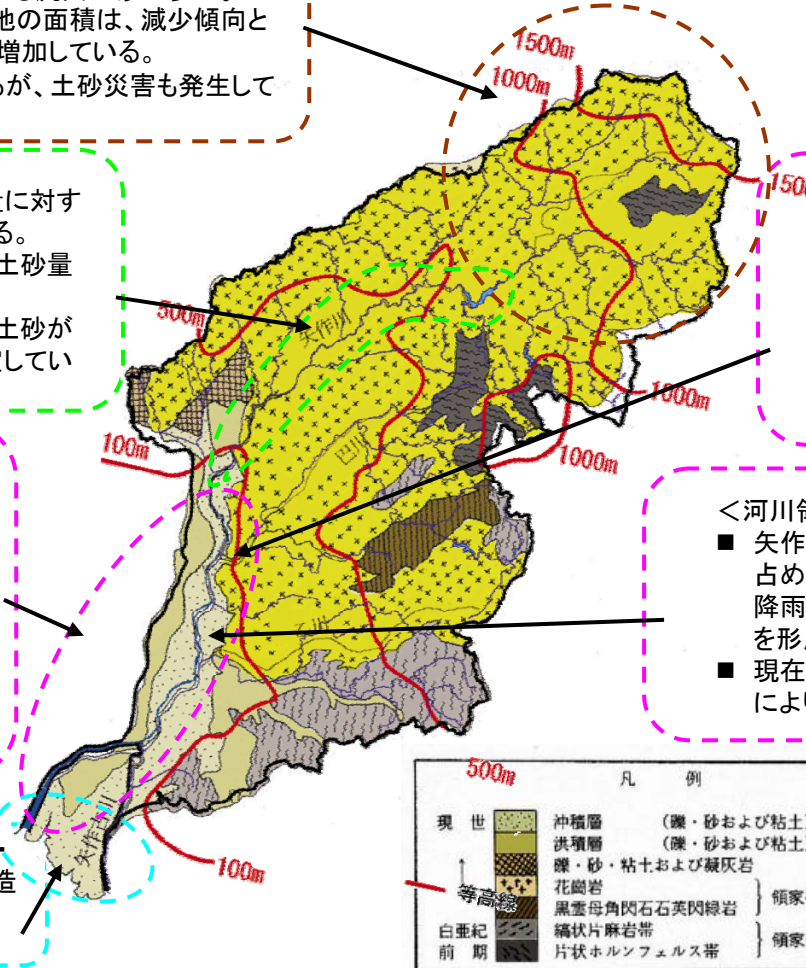 地の面積は、減少傾向と
増加している。
が、土砂災害も発生して
に対す
る。
土砂量
土砂が
してい
1500m
1000m
1500
500m
矢作川
1000m
1000m
100m
巴川
乙川
＜河川
■ 矢作
占め
降雨
を形
■ 現在
により
造
矢作川
100m
500m
等高線
凡 例
現 世
沖積層 （礫・砂および粘土
洪積層 （礫・砂および粘土
礫・砂・粘土および凝灰岩
花崗岩
黒雲母角閃石石英閃緑岩
領家
白亜紀
前 期
縞状片麻岩帯
片状ホルンフェルス帯
領家